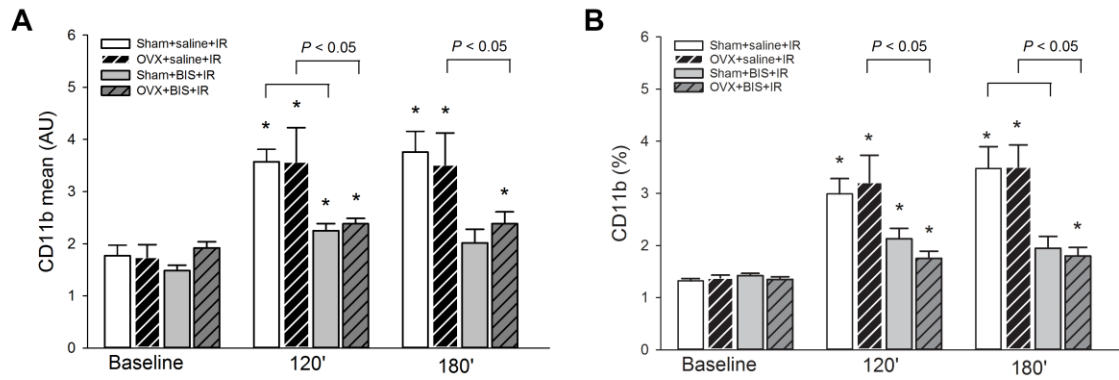 A
CD11b mean (AU)
6
5
4
3
2
1
0
Sham+saline+IR
OVX+saline+IR
Sham+BIS+IR
OVX+BIS+IR
P < 0.05
P < 0.05
* * * *
* * *
Baseline 120' 180'
B
CD11b (%)
6
5
4
3
2
1
0
Sham+saline+IR
OVX+saline+IR
Sham+BIS+IR
OVX+BIS+IR
P < 0.05
P < 0.05
* * * *
* * *
Baseline 120' 180'